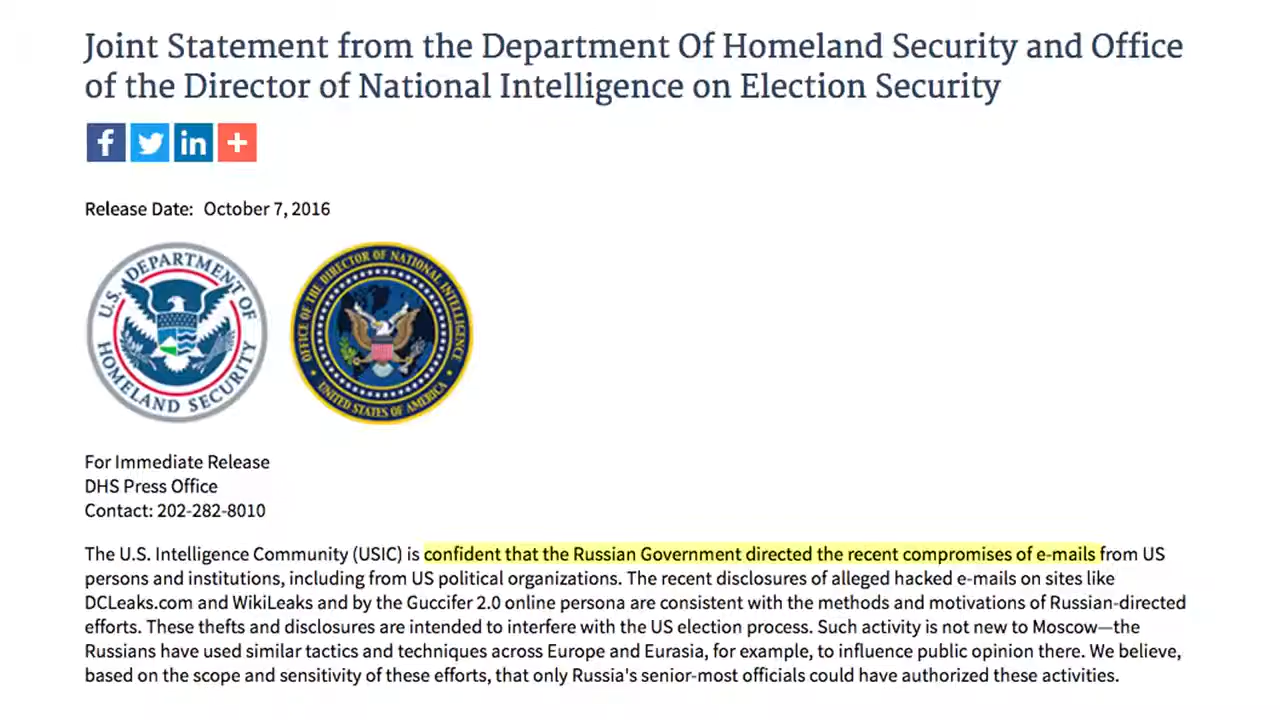 Joint Statement from the Department Of Homeland Security and Office
of the Director of National Intelligence on Election Security
f in +
Release Date: October 7, 2016
U.S. DEPARTMENT OF HOMELAND SECURITY
OFFICE OF THE DIRECTOR OF NATIONAL INTELLIGENCE
UNITED STATES OF AMERICA
For Immediate Release
DHS Press Office
Contact: 202-282-8010
The U.S. Intelligence Community (USIC) is confident that the Russian Government directed the recent compromises of e-mails from US
persons and institutions, including from US political organizations. The recent disclosures of alleged hacked e-mails on sites like
DCLeaks.com and WikiLeaks and by the Guccifer 2.0 online persona are consistent with the methods and motivations of Russian-directed
efforts. These thefts and disclosures are intended to interfere with the US election process. Such activity is not new to Moscow—the
Russians have used similar tactics and techniques across Europe and Eurasia, for example, to influence public opinion there. We believe,
based on the scope and sensitivity of these efforts, that only Russia's senior-most officials could have authorized these activities.